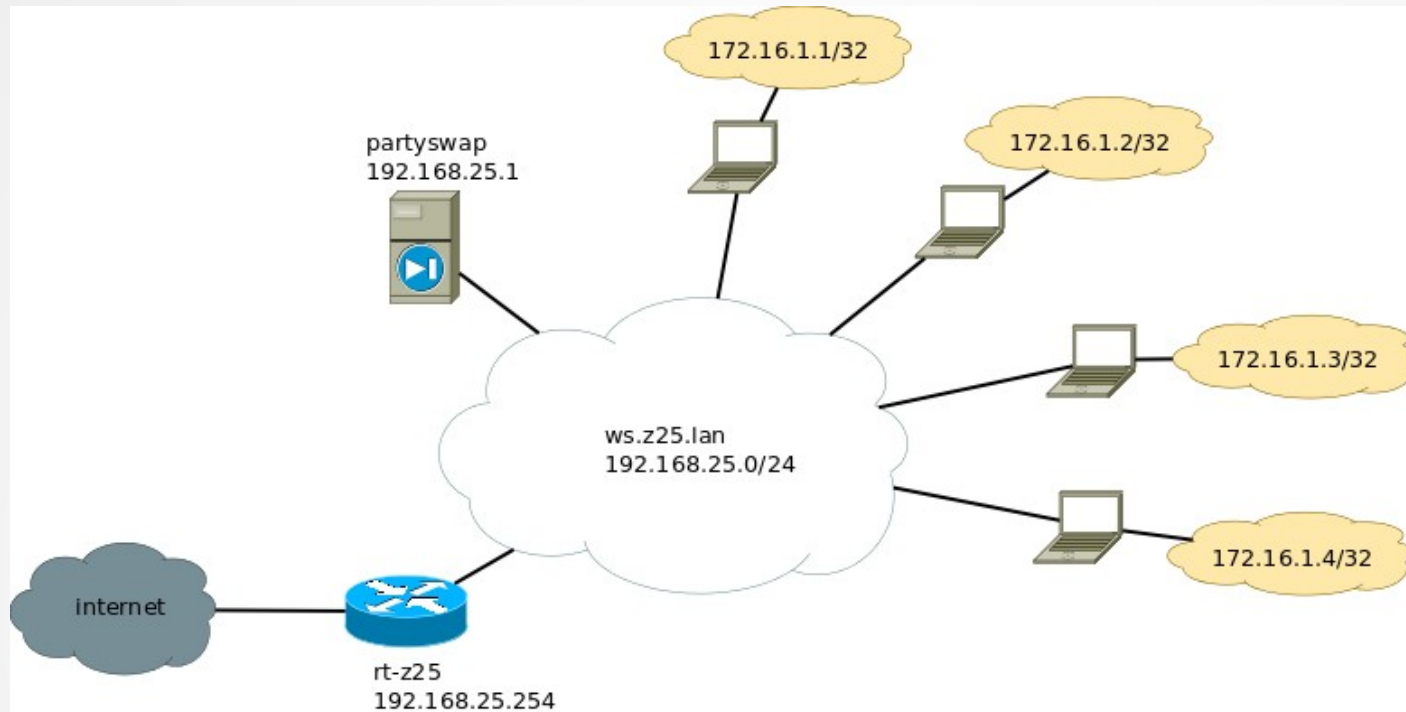 172.16.1.1/32
partyswap
192.168.25.1
172.16.1.2/32
172.16.1.3/32
ws.z25.lan
192.168.25.0/24
172.16.1.4/32
internet
rt-z25
192.168.25.254